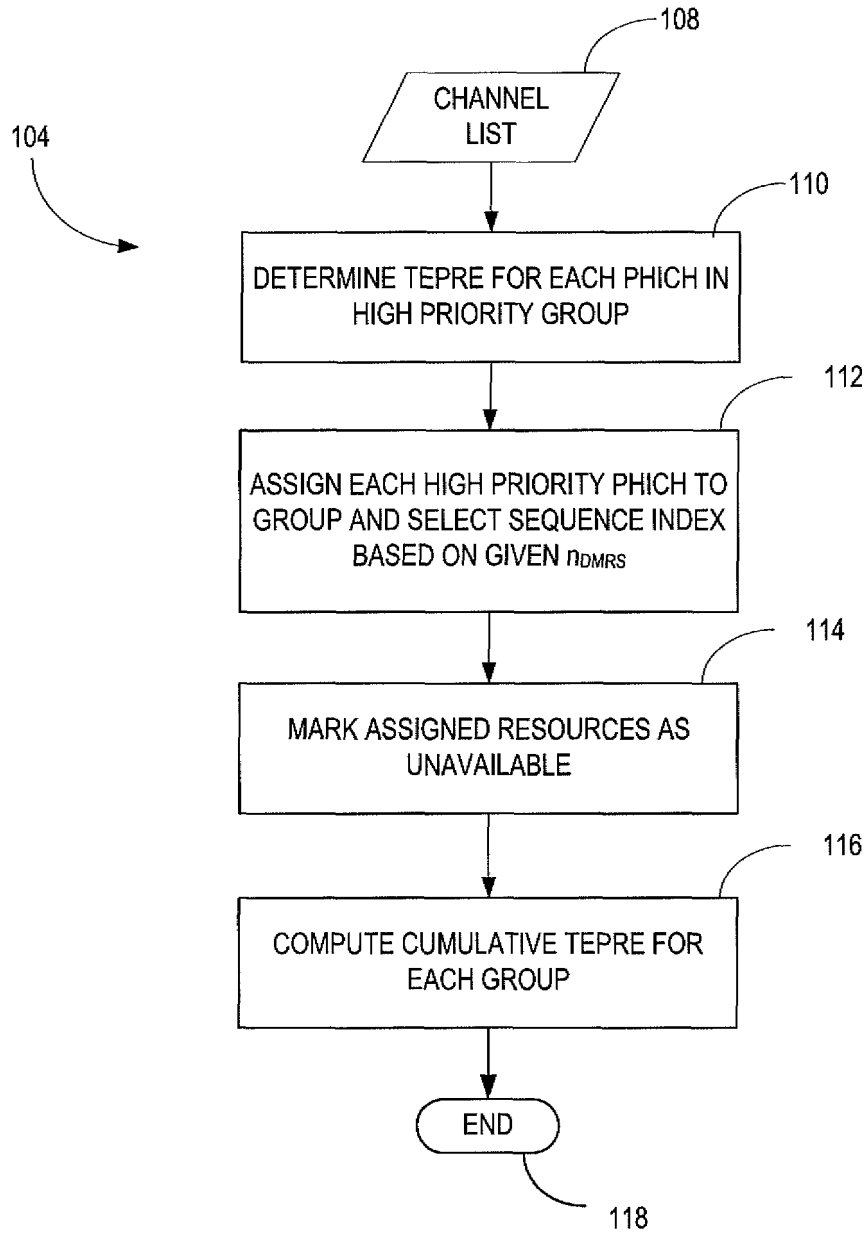 108
CHANNEL
LIST
104
110
DETERMINE TEPRE FOR EACH PHICH IN
HIGH PRIORITY GROUP
112
ASSIGN EACH HIGH PRIORITY PHICH TO
GROUP AND SELECT SEQUENCE INDEX
BASED ON GIVEN nDMRS
114
MARK ASSIGNED RESOURCES AS
UNAVAILABLE
116
COMPUTE CUMULATIVE TEPRE FOR
EACH GROUP
END
118